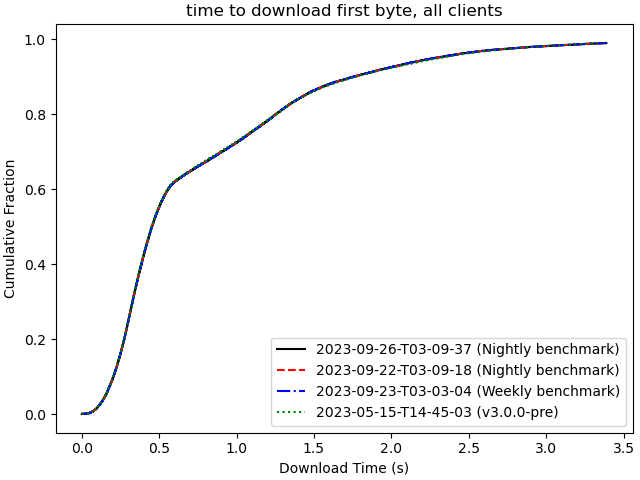 time to download first byte, all clients
1.0
0.8
0.6
0.4
0.2
0.0
Cumulative Fraction
2023-09-26-T03-09-37 (Nightly benchmark)
2023-09-22-T03-09-18 (Nightly benchmark)
2023-09-23-T03-03-04 (Weekly benchmark)
2023-05-15-T14-45-03 (v3.0.0-pre)
0.0 0.5 1.0 1.5 2.0 2.5 3.0 3.5
Download Time (s)